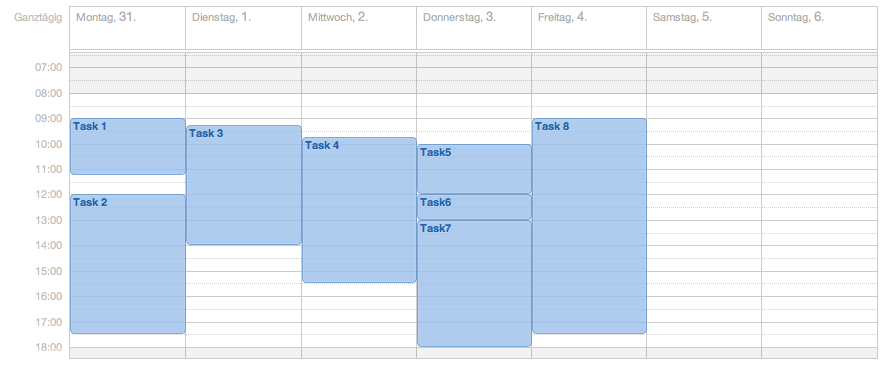 Ganztägig Montag, 31. Dienstag, 1. Mittwoch, 2. Donnerstag, 3. Freitag, 4. Samstag, 5. Sonntag, 6.
07:00
08:00
09:00
Task 1 Task 3 Task 8
10:00
Task 4 Task5
11:00
12:00
Task 2 Task6
13:00
Task7
14:00
15:00
16:00
17:00
18:00